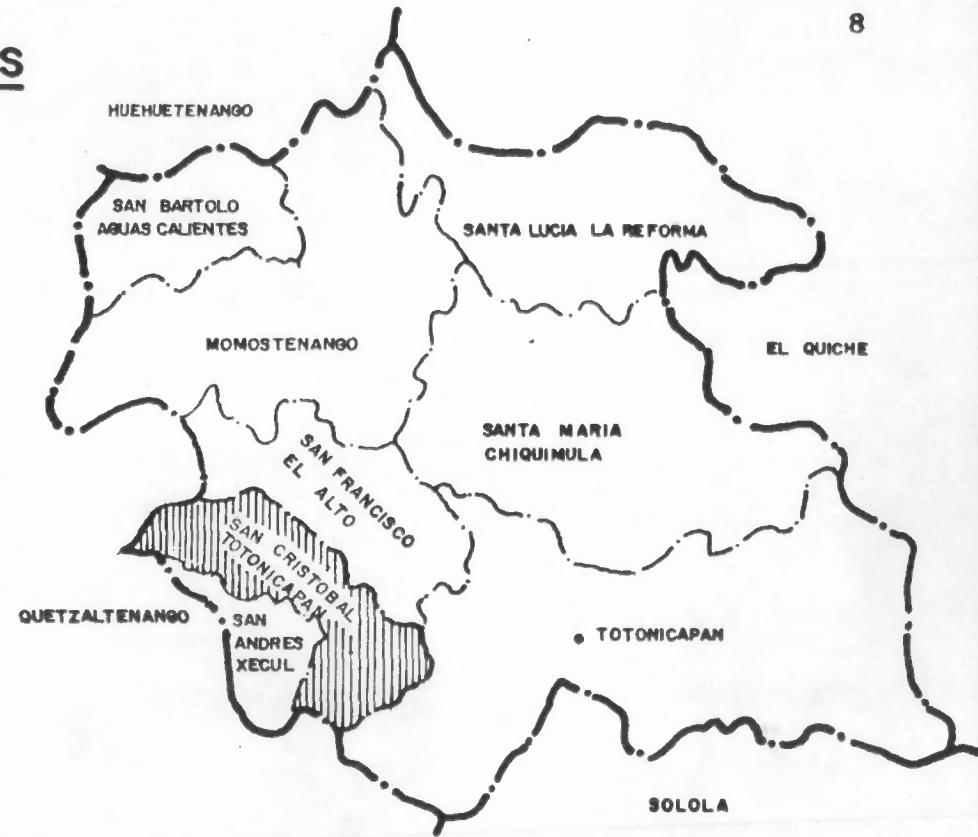 8
S
HUEHUETENANGO
SAN BARTOLO
AGUAS CALIENTES
SANTA LUCIA LA REFORMA
MOMOSTENANGO
EL QUICHE
SANTA MARIA
CHIQUIMULA
SAN FRANCISCO
EL ALTO
SAN CRISTOBAL
TOTONICAPAN
QUETZALTENANGO
SAN
ANDRES
XECUL
TOTONICAPAN
SOLOLA